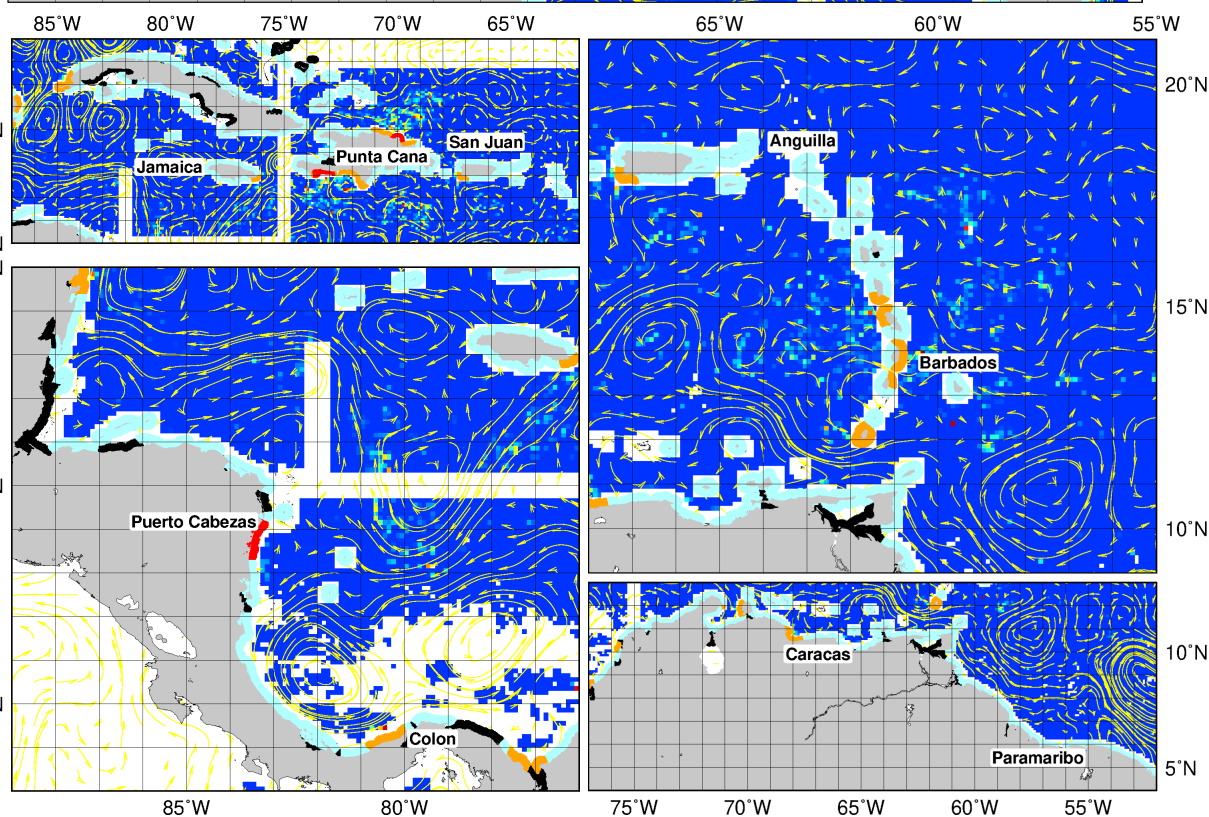 85˚W 80˚W 75˚W 70˚W 65˚W 65˚W 60˚W 55˚W
20˚N
Anguilla
San Juan
Punta Cana
Jamaica
15˚N
Barbados
Puerto Cabezas
10˚N
10˚N
Caracas
Colon
Paramaribo
5˚N
85˚W 80˚W 75˚W 70˚W 65˚W 60˚W 55˚W